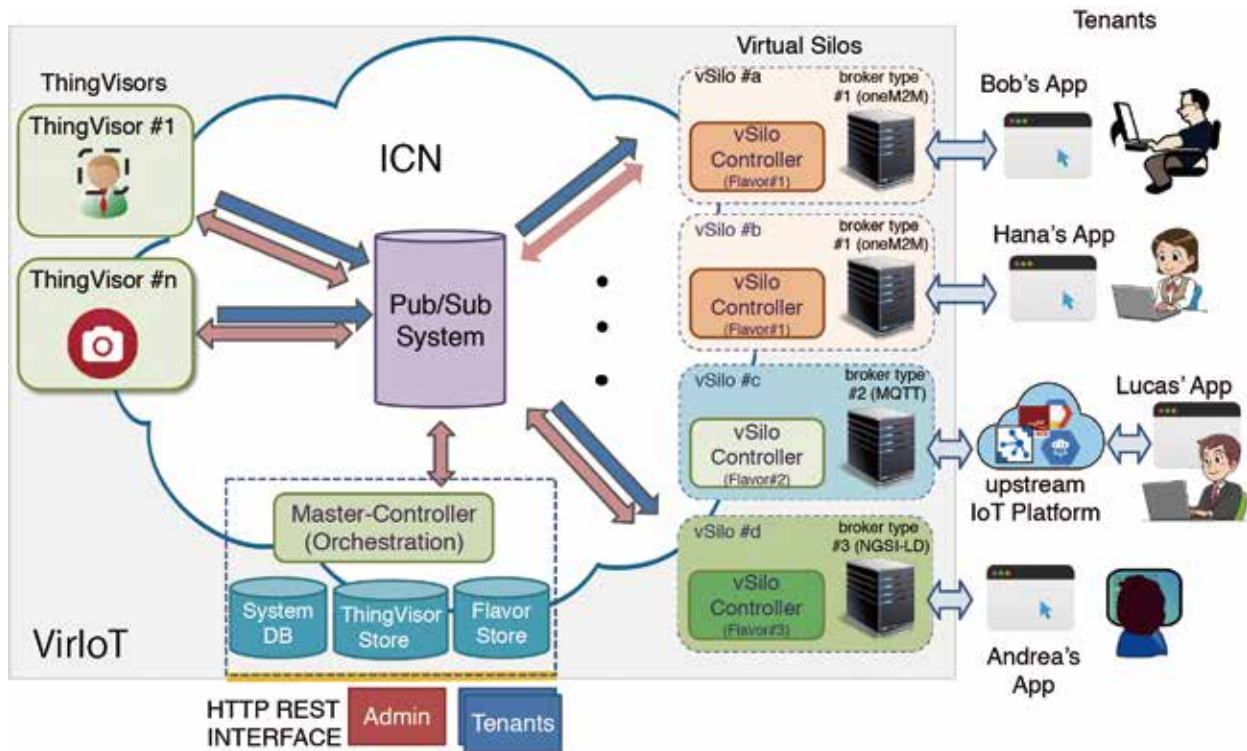 Tenants
Virtual Silos
ThingVisors
ThingVisor #1
ThingVisor #n
ICN
Pub/Sub
System
vSilo #a
broker type
#1 (oneM2M)
vSilo
Controller
(Flavor#1)
Bob's App
vSilo #b
broker type
#1 (oneM2M)
vSilo
Controller
(Flavor#1)
Hana's App
vSilo #c
broker type
#2 (MQTT)
vSilo
Controller
(Flavor#2)
upstream
IoT Platform
Lucas' App
vSilo #d
broker type
#3 (NGSI-LD)
vSilo
Controller
(Flavor#3)
Andrea's
App
Master-Controller
(Orchestration)
System
DB
ThingVisor
Store
Flavor
Store
VirIoT
HTTP REST
INTERFACE
Admin
Tenants